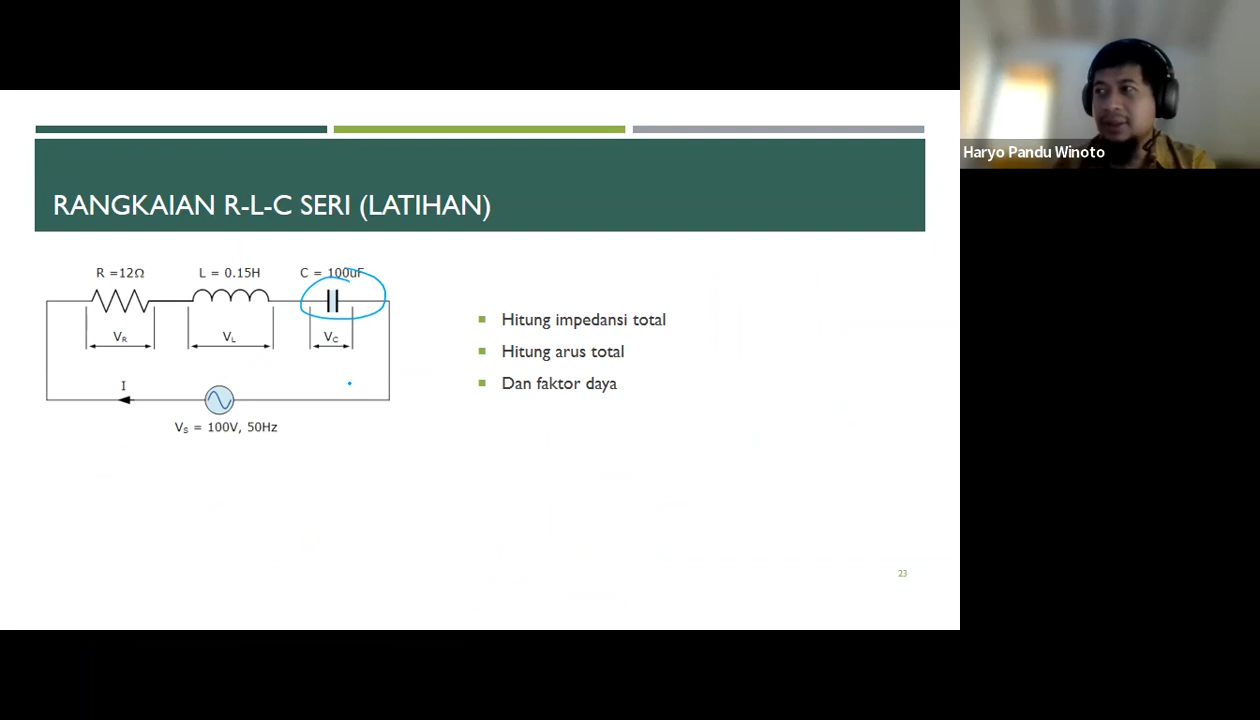 Haryo Pandu Winoto
RANGKAIAN R-L-C SERI (LATIHAN)
R =12Ω
L = 0.15H
C = 100uF
VR
VL
VC
I
VS = 100V, 50Hz
Hitung impedansi total
Hitung arus total
Dan faktor daya
23